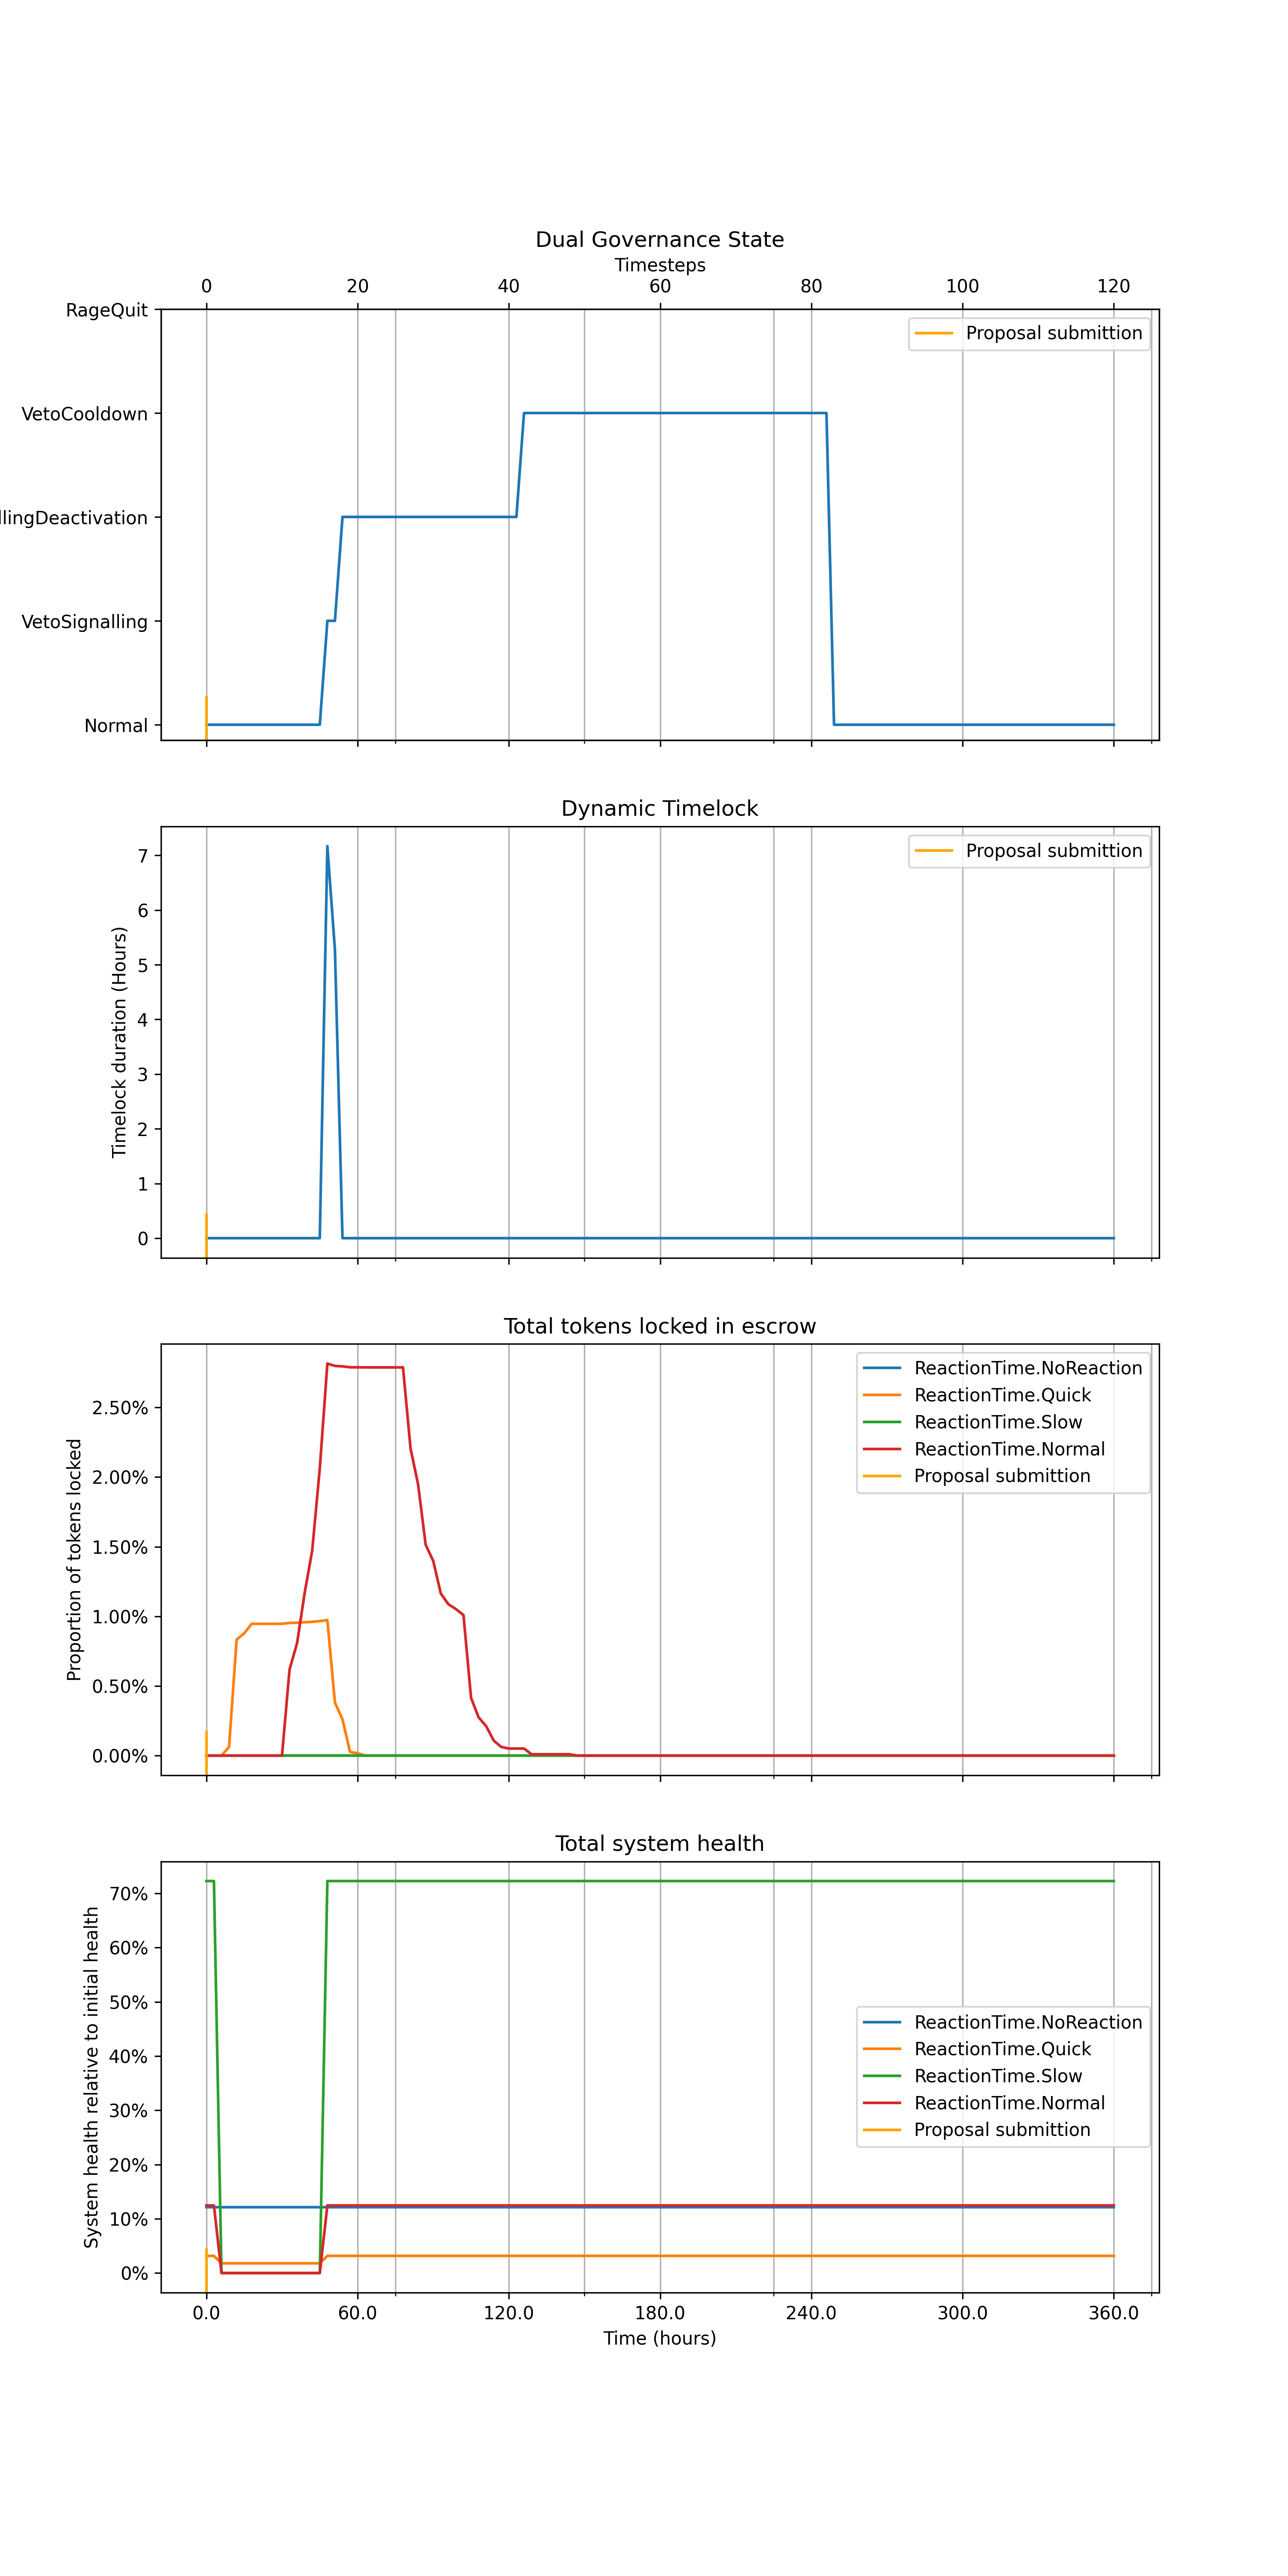 Dual Governance State
Timesteps
0 20 40 60 80 100 120
RageQuit
Proposal submittion
VetoCooldown
llingDeactivation
VetoSignalling
Normal
Dynamic Timelock
Proposal submittion
Timelock duration (Hours)
7
6
5
4
3
2
1
0
Total tokens locked in escrow
Proportion of tokens locked
2.50%
2.00%
1.50%
1.00%
0.50%
0.00%
ReactionTime.NoReaction
ReactionTime.Quick
ReactionTime.Slow
ReactionTime.Normal
Proposal submittion
Total system health
System health relative to initial health
70%
60%
50%
40%
30%
20%
10%
0%
ReactionTime.NoReaction
ReactionTime.Quick
ReactionTime.Slow
ReactionTime.Normal
Proposal submittion
0.0 60.0 120.0 180.0 240.0 300.0 360.0
Time (hours)